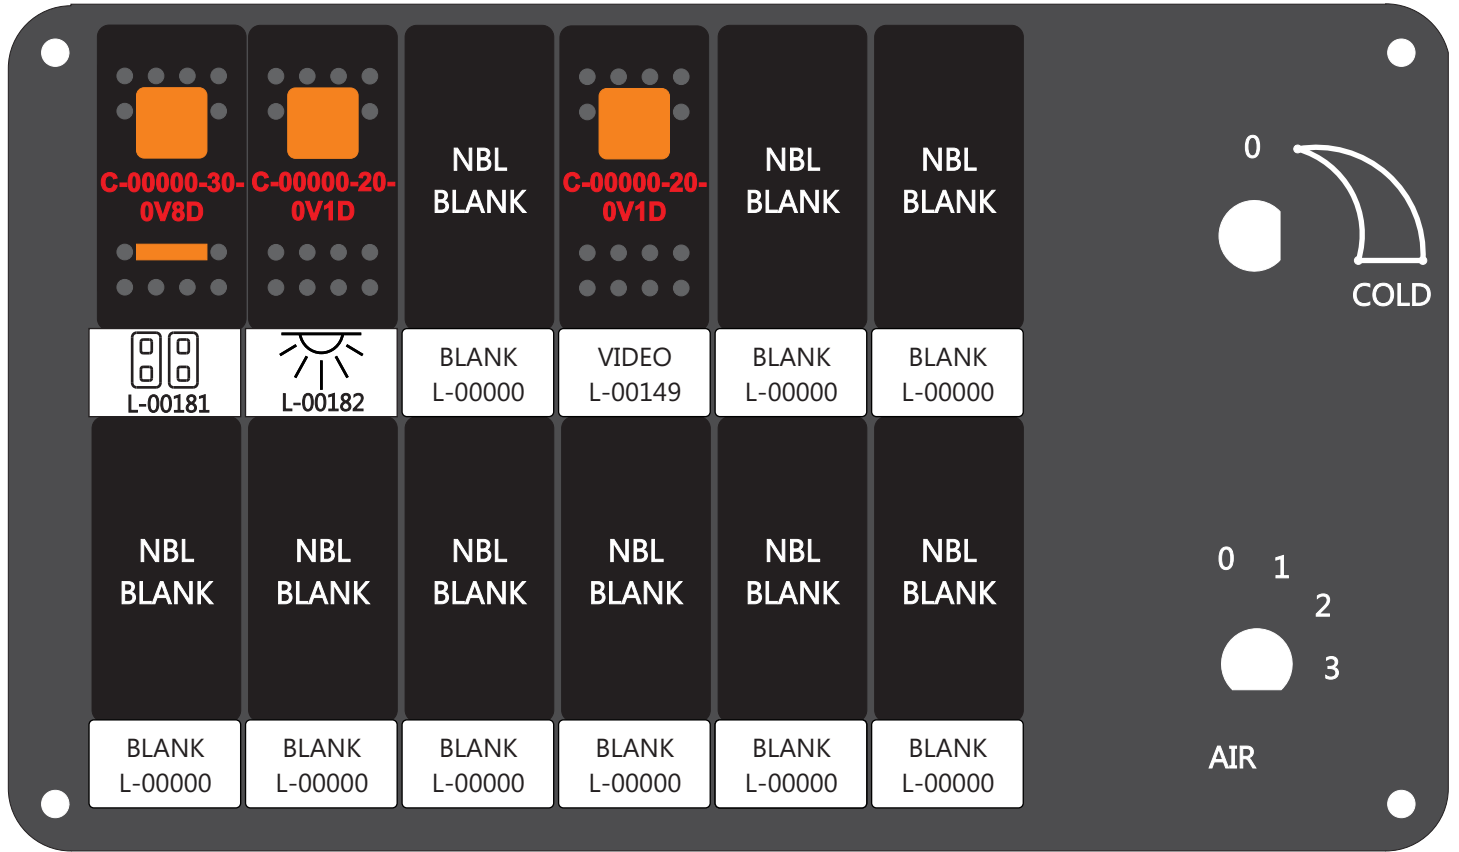 C-00000-30-
0V8D
C-00000-20-
0V1D
NBL
BLANK
C-00000-20-
0V1D
NBL
BLANK
NBL
BLANK
0
COLD
L-00181
L-00182
BLANK
L-00000
VIDEO
L-00149
BLANK
L-00000
BLANK
L-00000
NBL
BLANK
NBL
BLANK
NBL
BLANK
NBL
BLANK
NBL
BLANK
NBL
BLANK
0
1
2
3
AIR
BLANK
L-00000
BLANK
L-00000
BLANK
L-00000
BLANK
L-00000
BLANK
L-00000
BLANK
L-00000